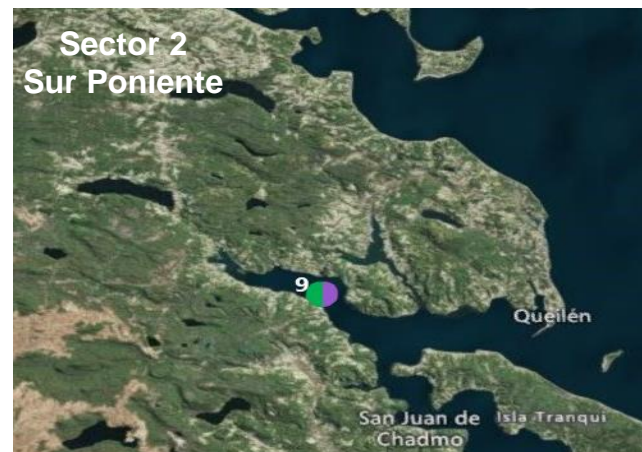 Sector 2
Sur Poniente
9
Queilén
San Juan de
Chadmo
Isla Tranqui